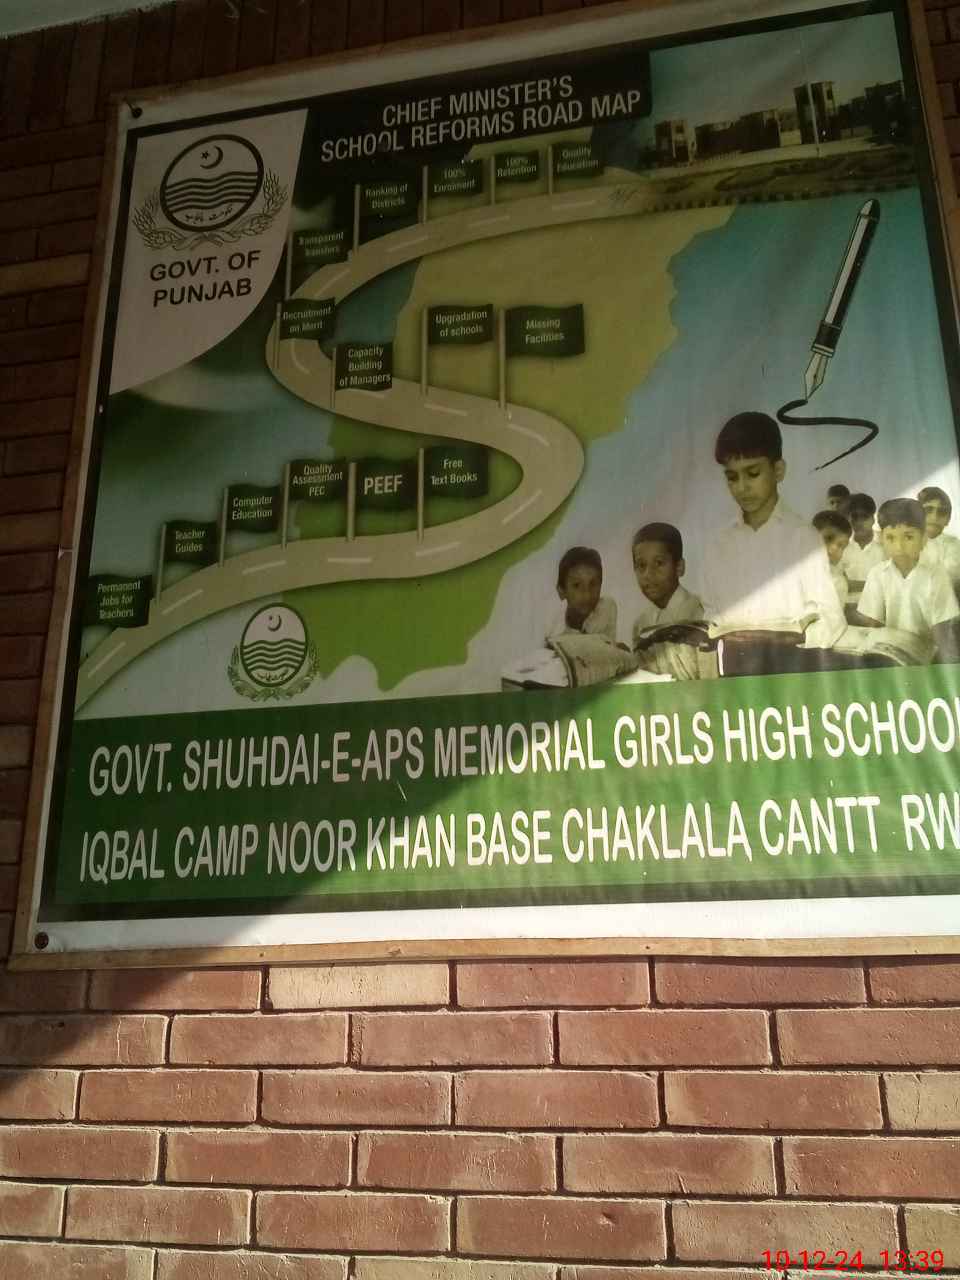 CHIEF MINISTER'S
SCHOOL REFORMS ROAD MAP
GOVT. OF
PUNJAB
Quality
Education
100%
Retention
100%
Enrolment
Ranking of
Districts
Transparent
Transfers
Recruitment
on Merit
Capacity
Building
of Managers
Upgradation
of schools
Missing
Facilities
Free
Text Books
PEEF
Quality
Assessment
PEC
Computer
Education
Teacher
Guides
Permanent
Jobs for
Teachers
GOVT. SHUHDAI-E-APS MEMORIAL GIRLS HIGH SCHOOL
IQBAL CAMP NOOR KHAN BASE CHAKLALA CANTT RW
10-12-24 13:39